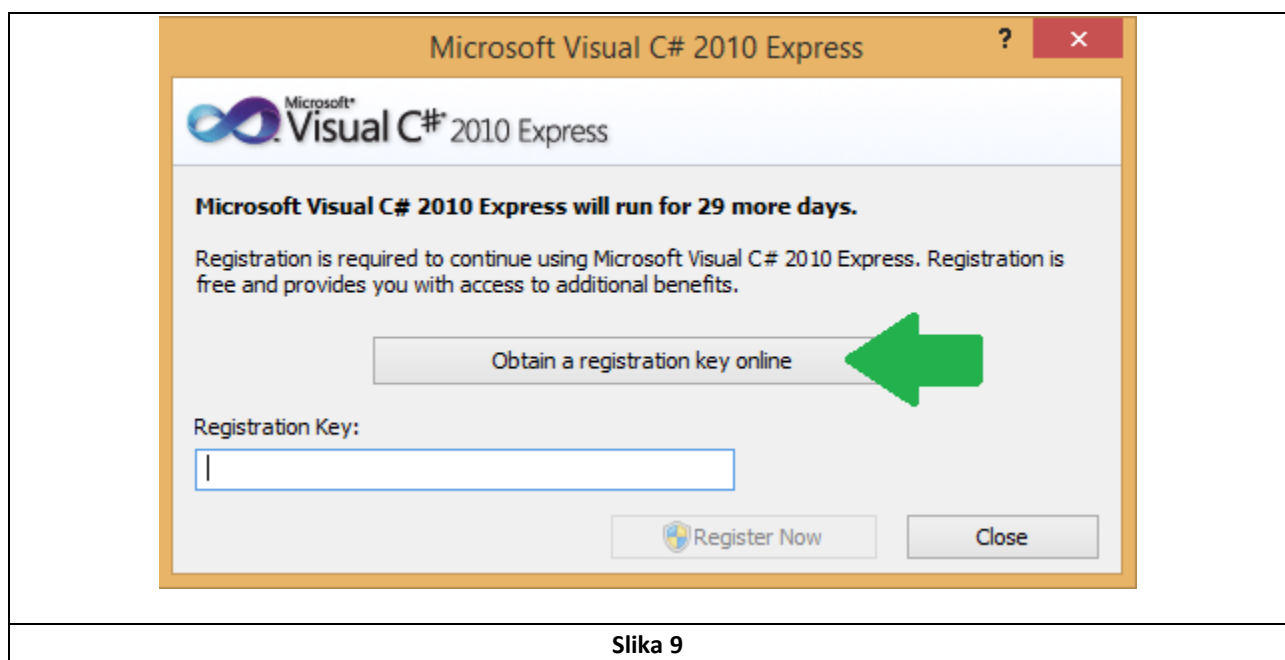 Microsoft Visual C# 2010 Express
?
Microsoft
Visual C# 2010 Express
Microsoft Visual C# 2010 Express will run for 29 more days.
Registration is required to continue using Microsoft Visual C# 2010 Express. Registration is
free and provides you with access to additional benefits.
Obtain a registration key online
Registration Key:
Register Now
Close
Slika 9